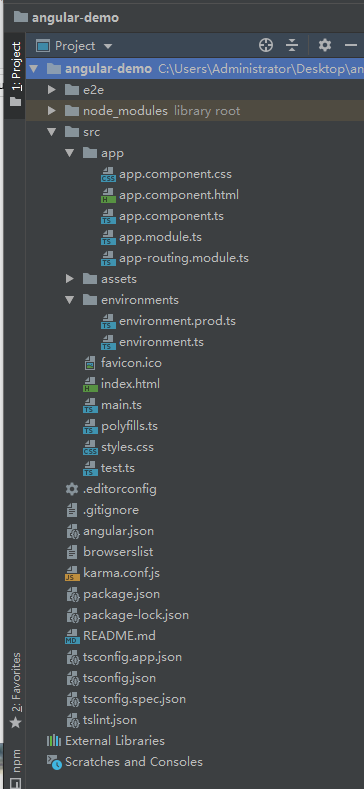 angular-demo
1: Project
Project
angular-demo C:\Users\Administrator\Desktop\an
e2e
node_modules library root
src
app
app.component.css
app.component.html
app.component.ts
app.module.ts
app-routing.module.ts
assets
environments
environment.prod.ts
environment.ts
favicon.ico
index.html
main.ts
polyfills.ts
styles.css
test.ts
.editorconfig
.gitignore
angular.json
browserslist
karma.conf.js
package.json
package-lock.json
README.md
tsconfig.app.json
tsconfig.json
tsconfig.spec.json
tslint.json
External Libraries
Scratches and Consoles
2: Favorites
npm